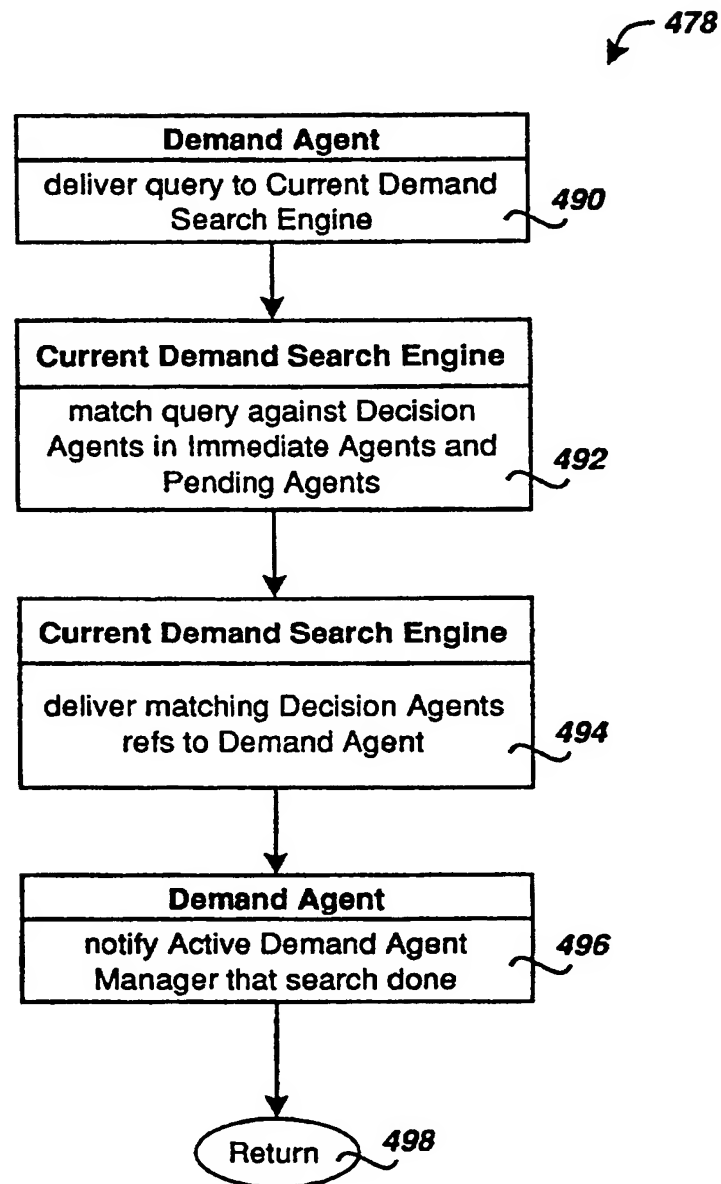 478
Demand Agent
deliver query to Current Demand
Search Engine
490
Current Demand Search Engine
match query against Decision
Agents in Immediate Agents and
Pending Agents
492
Current Demand Search Engine
deliver matching Decision Agents
refs to Demand Agent
494
Demand Agent
notify Active Demand Agent
Manager that search done
496
Return
498